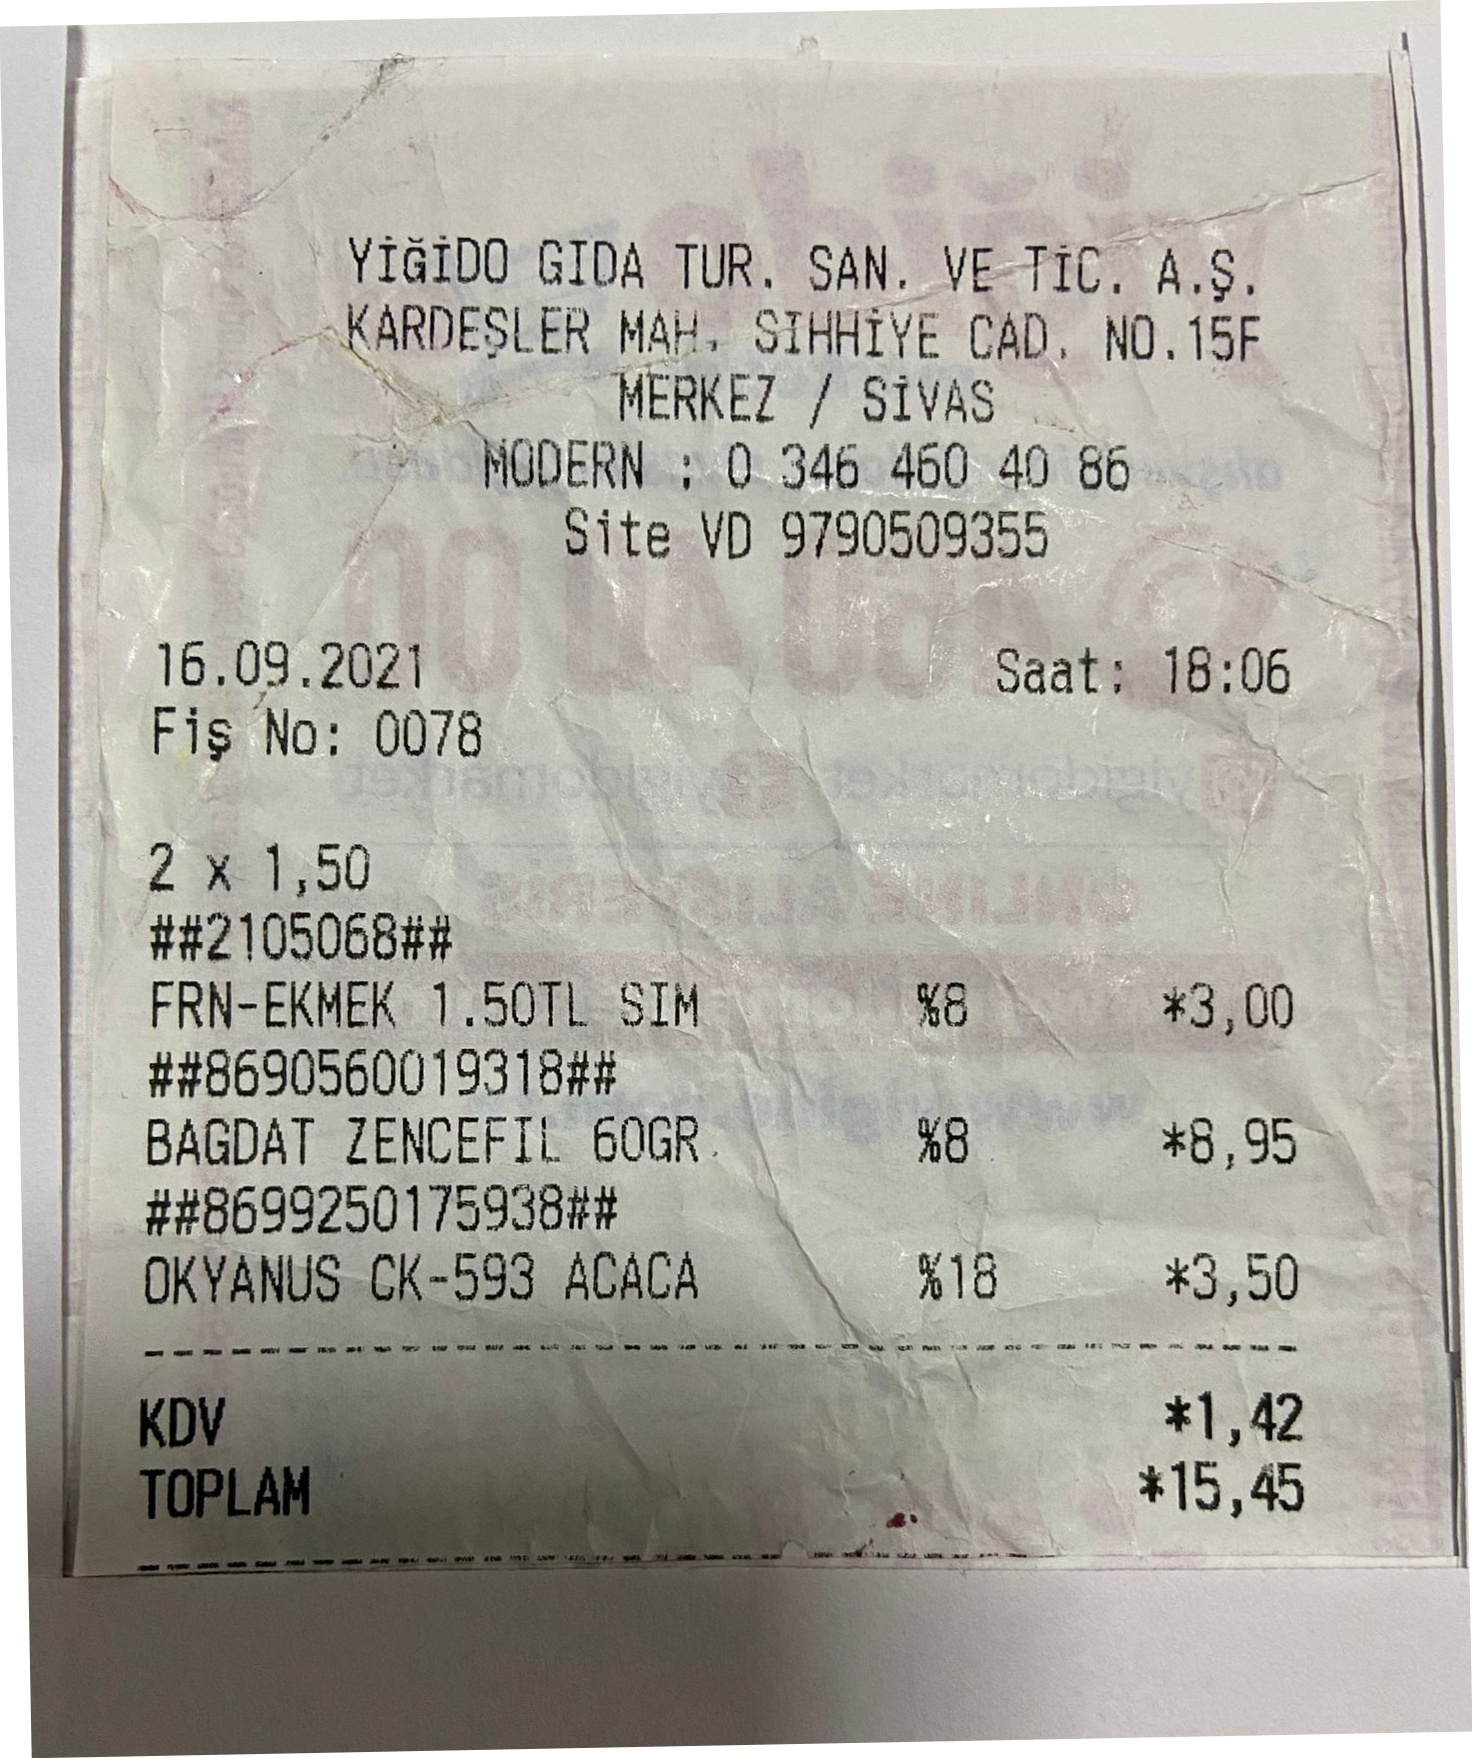 YİĞİDO GIDA TUR. SAN. VE TİC. A.Ş.
KARDEŞLER MAH. SIHHİYE CAD. NO.15F
MERKEZ / SİVAS
MODERN : 0 346 460 40 86
Site VD 9790509355
16.09.2021 Saat: 18:06
Fiş No: 0078
2 x 1,50
##2105068##
FRN-EKMEK 1.50TL SIM %8 *3,00
##8690560019318##
BAGDAT ZENCEFIL 60GR. %8 *8,95
##8699250175938##
OKYANUS CK-593 ACACA %18 *3,50
KDV *1,42
TOPLAM *15,45